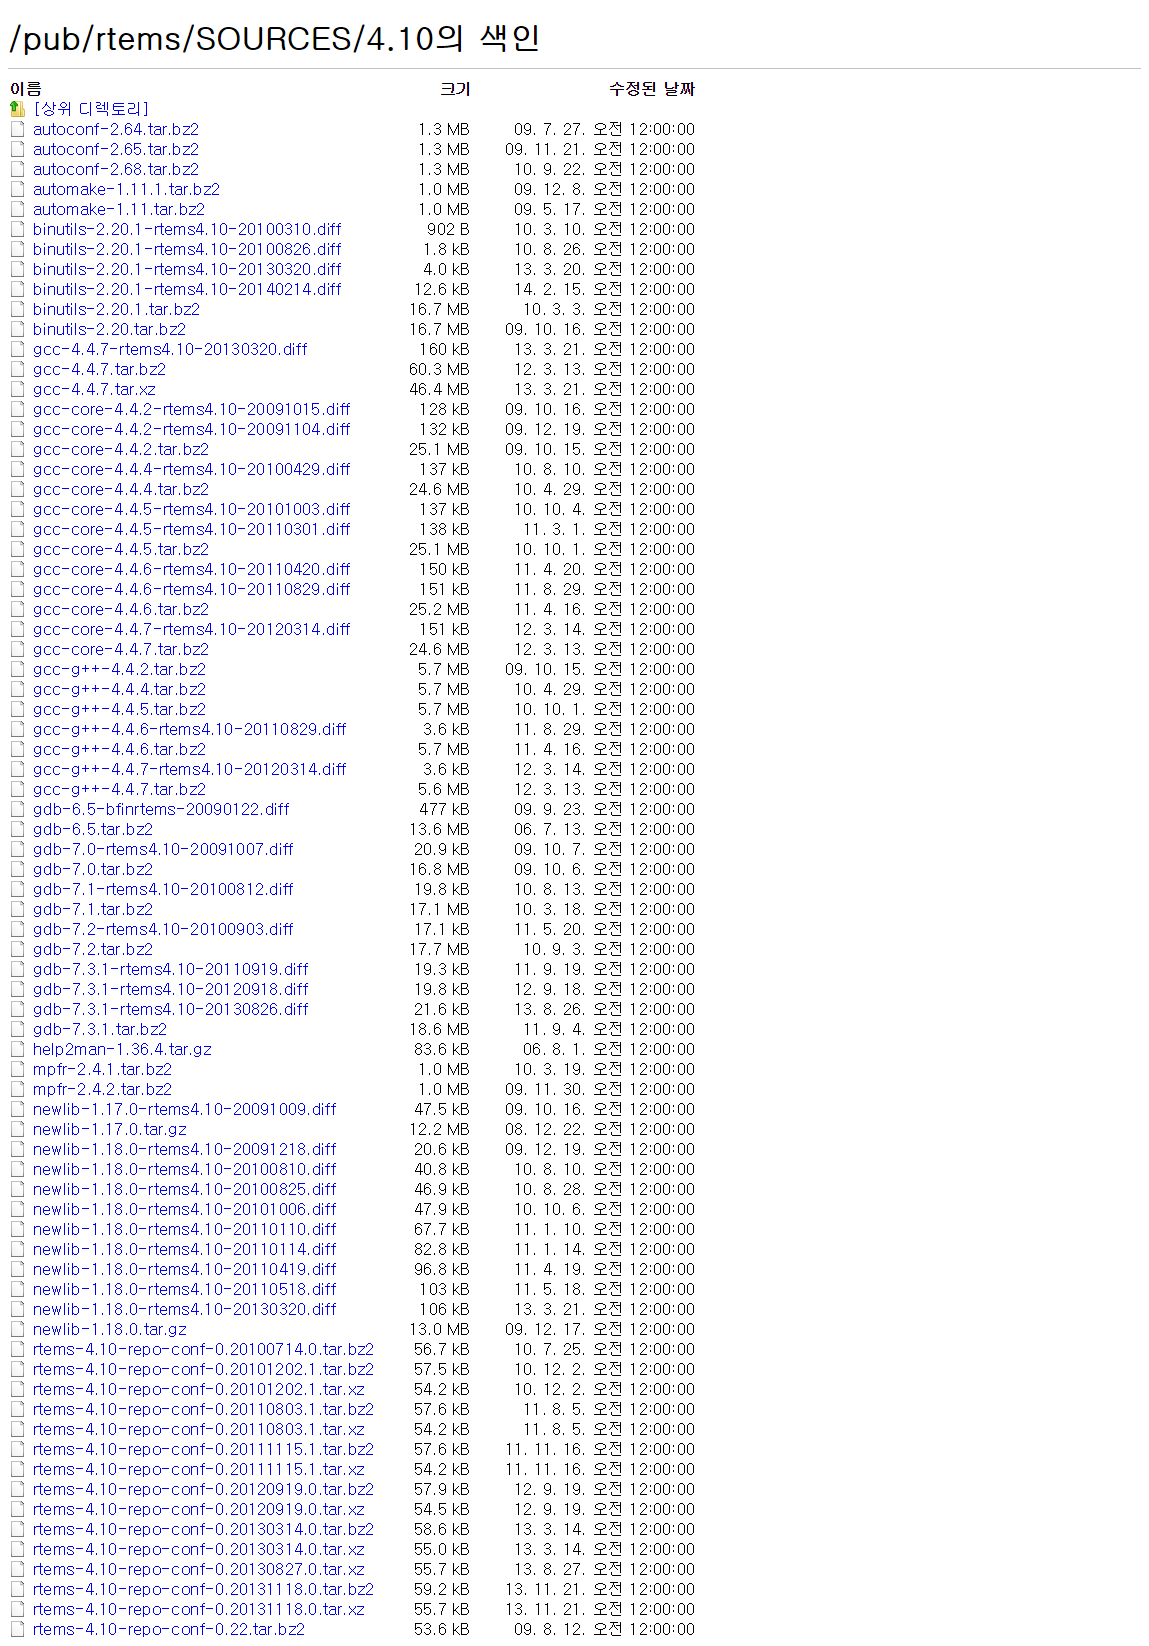 /pub/rtems/SOURCES/4.10의 색인
이름 크기 수정된 날짜
[상위 디렉토리]
autoconf-2.64.tar.bz2 1.3 MB 09. 7. 27. 오전 12:00:00
autoconf-2.65.tar.bz2 1.3 MB 09. 11. 21. 오전 12:00:00
autoconf-2.68.tar.bz2 1.3 MB 10. 9. 22. 오전 12:00:00
automake-1.11.1.tar.bz2 1.0 MB 09. 12. 8. 오전 12:00:00
automake-1.11.tar.bz2 1.0 MB 09. 5. 17. 오전 12:00:00
binutils-2.20.1-rtems4.10-20100310.diff 902 B 10. 3. 10. 오전 12:00:00
binutils-2.20.1-rtems4.10-20100826.diff 1.8 kB 10. 8. 26. 오전 12:00:00
binutils-2.20.1-rtems4.10-20130320.diff 4.0 kB 13. 3. 20. 오전 12:00:00
binutils-2.20.1-rtems4.10-20140214.diff 12.6 kB 14. 2. 15. 오전 12:00:00
binutils-2.20.1.tar.bz2 16.7 MB 10. 3. 3. 오전 12:00:00
binutils-2.20.tar.bz2 16.7 MB 09. 10. 16. 오전 12:00:00
gcc-4.4.7-rtems4.10-20130320.diff 160 kB 13. 3. 21. 오전 12:00:00
gcc-4.4.7.tar.bz2 60.3 MB 12. 3. 13. 오전 12:00:00
gcc-4.4.7.tar.xz 46.4 MB 13. 3. 21. 오전 12:00:00
gcc-core-4.4.2-rtems4.10-20091015.diff 128 kB 09. 10. 16. 오전 12:00:00
gcc-core-4.4.2-rtems4.10-20091104.diff 132 kB 09. 12. 19. 오전 12:00:00
gcc-core-4.4.2.tar.bz2 25.1 MB 09. 10. 15. 오전 12:00:00
gcc-core-4.4.4-rtems4.10-20100429.diff 137 kB 10. 8. 10. 오전 12:00:00
gcc-core-4.4.4.tar.bz2 24.6 MB 10. 4. 29. 오전 12:00:00
gcc-core-4.4.5-rtems4.10-20101003.diff 137 kB 10. 10. 4. 오전 12:00:00
gcc-core-4.4.5-rtems4.10-20110301.diff 138 kB 11. 3. 1. 오전 12:00:00
gcc-core-4.4.5.tar.bz2 25.1 MB 10. 10. 1. 오전 12:00:00
gcc-core-4.4.6-rtems4.10-20110420.diff 150 kB 11. 4. 20. 오전 12:00:00
gcc-core-4.4.6-rtems4.10-20110829.diff 151 kB 11. 8. 29. 오전 12:00:00
gcc-core-4.4.6.tar.bz2 25.2 MB 11. 4. 16. 오전 12:00:00
gcc-core-4.4.7-rtems4.10-20120314.diff 151 kB 12. 3. 14. 오전 12:00:00
gcc-core-4.4.7.tar.bz2 24.6 MB 12. 3. 13. 오전 12:00:00
gcc-g++-4.4.2.tar.bz2 5.7 MB 09. 10. 15. 오전 12:00:00
gcc-g++-4.4.4.tar.bz2 5.7 MB 10. 4. 29. 오전 12:00:00
gcc-g++-4.4.5.tar.bz2 5.7 MB 10. 10. 1. 오전 12:00:00
gcc-g++-4.4.6-rtems4.10-20110829.diff 3.6 kB 11. 8. 29. 오전 12:00:00
gcc-g++-4.4.6.tar.bz2 5.7 MB 11. 4. 16. 오전 12:00:00
gcc-g++-4.4.7-rtems4.10-20120314.diff 3.6 kB 12. 3. 14. 오전 12:00:00
gcc-g++-4.4.7.tar.bz2 5.6 MB 12. 3. 13. 오전 12:00:00
gdb-6.5-bfinrtems-20090122.diff 477 kB 09. 9. 23. 오전 12:00:00
gdb-6.5.tar.bz2 13.6 MB 06. 7. 13. 오전 12:00:00
gdb-7.0-rtems4.10-20091007.diff 20.9 kB 09. 10. 7. 오전 12:00:00
gdb-7.0.tar.bz2 16.8 MB 09. 10. 6. 오전 12:00:00
gdb-7.1-rtems4.10-20100812.diff 19.8 kB 10. 8. 13. 오전 12:00:00
gdb-7.1.tar.bz2 17.1 MB 10. 3. 18. 오전 12:00:00
gdb-7.2-rtems4.10-20100903.diff 17.1 kB 11. 5. 20. 오전 12:00:00
gdb-7.2.tar.bz2 17.7 MB 10. 9. 3. 오전 12:00:00
gdb-7.3.1-rtems4.10-20110919.diff 19.3 kB 11. 9. 19. 오전 12:00:00
gdb-7.3.1-rtems4.10-20120918.diff 19.8 kB 12. 9. 18. 오전 12:00:00
gdb-7.3.1-rtems4.10-20130826.diff 21.6 kB 13. 8. 26. 오전 12:00:00
gdb-7.3.1.tar.bz2 18.6 MB 11. 9. 4. 오전 12:00:00
help2man-1.36.4.tar.gz 83.6 kB 06. 8. 1. 오전 12:00:00
mpfr-2.4.1.tar.bz2 1.0 MB 10. 3. 19. 오전 12:00:00
mpfr-2.4.2.tar.bz2 1.0 MB 09. 11. 30. 오전 12:00:00
newlib-1.17.0-rtems4.10-20091009.diff 47.5 kB 09. 10. 16. 오전 12:00:00
newlib-1.17.0.tar.gz 12.2 MB 08. 12. 22. 오전 12:00:00
newlib-1.18.0-rtems4.10-20091218.diff 20.6 kB 09. 12. 19. 오전 12:00:00
newlib-1.18.0-rtems4.10-20100810.diff 40.8 kB 10. 8. 10. 오전 12:00:00
newlib-1.18.0-rtems4.10-20100825.diff 46.9 kB 10. 8. 28. 오전 12:00:00
newlib-1.18.0-rtems4.10-20101006.diff 47.9 kB 10. 10. 6. 오전 12:00:00
newlib-1.18.0-rtems4.10-20110110.diff 67.7 kB 11. 1. 10. 오전 12:00:00
newlib-1.18.0-rtems4.10-20110114.diff 82.8 kB 11. 1. 14. 오전 12:00:00
newlib-1.18.0-rtems4.10-20110419.diff 96.8 kB 11. 4. 19. 오전 12:00:00
newlib-1.18.0-rtems4.10-20110518.diff 103 kB 11. 5. 18. 오전 12:00:00
newlib-1.18.0-rtems4.10-20130320.diff 106 kB 13. 3. 21. 오전 12:00:00
newlib-1.18.0.tar.gz 13.0 MB 09. 12. 17. 오전 12:00:00
rtems-4.10-repo-conf-0.20100714.0.tar.bz2 56.7 kB 10. 7. 25. 오전 12:00:00
rtems-4.10-repo-conf-0.20101202.1.tar.bz2 57.5 kB 10. 12. 2. 오전 12:00:00
rtems-4.10-repo-conf-0.20101202.1.tar.xz 54.2 kB 10. 12. 2. 오전 12:00:00
rtems-4.10-repo-conf-0.20110803.1.tar.bz2 57.6 kB 11. 8. 5. 오전 12:00:00
rtems-4.10-repo-conf-0.20110803.1.tar.xz 54.2 kB 11. 8. 5. 오전 12:00:00
rtems-4.10-repo-conf-0.20111115.1.tar.bz2 57.6 kB 11. 11. 16. 오전 12:00:00
rtems-4.10-repo-conf-0.20111115.1.tar.xz 54.2 kB 11. 11. 16. 오전 12:00:00
rtems-4.10-repo-conf-0.20120919.0.tar.bz2 57.9 kB 12. 9. 19. 오전 12:00:00
rtems-4.10-repo-conf-0.20120919.0.tar.xz 54.5 kB 12. 9. 19. 오전 12:00:00
rtems-4.10-repo-conf-0.20130314.0.tar.bz2 58.6 kB 13. 3. 14. 오전 12:00:00
rtems-4.10-repo-conf-0.20130314.0.tar.xz 55.0 kB 13. 3. 14. 오전 12:00:00
rtems-4.10-repo-conf-0.20130827.0.tar.xz 55.7 kB 13. 8. 27. 오전 12:00:00
rtems-4.10-repo-conf-0.20131118.0.tar.bz2 59.2 kB 13. 11. 21. 오전 12:00:00
rtems-4.10-repo-conf-0.20131118.0.tar.xz 55.7 kB 13. 11. 21. 오전 12:00:00
rtems-4.10-repo-conf-0.22.tar.bz2 53.6 kB 09. 8. 12. 오전 12:00:00